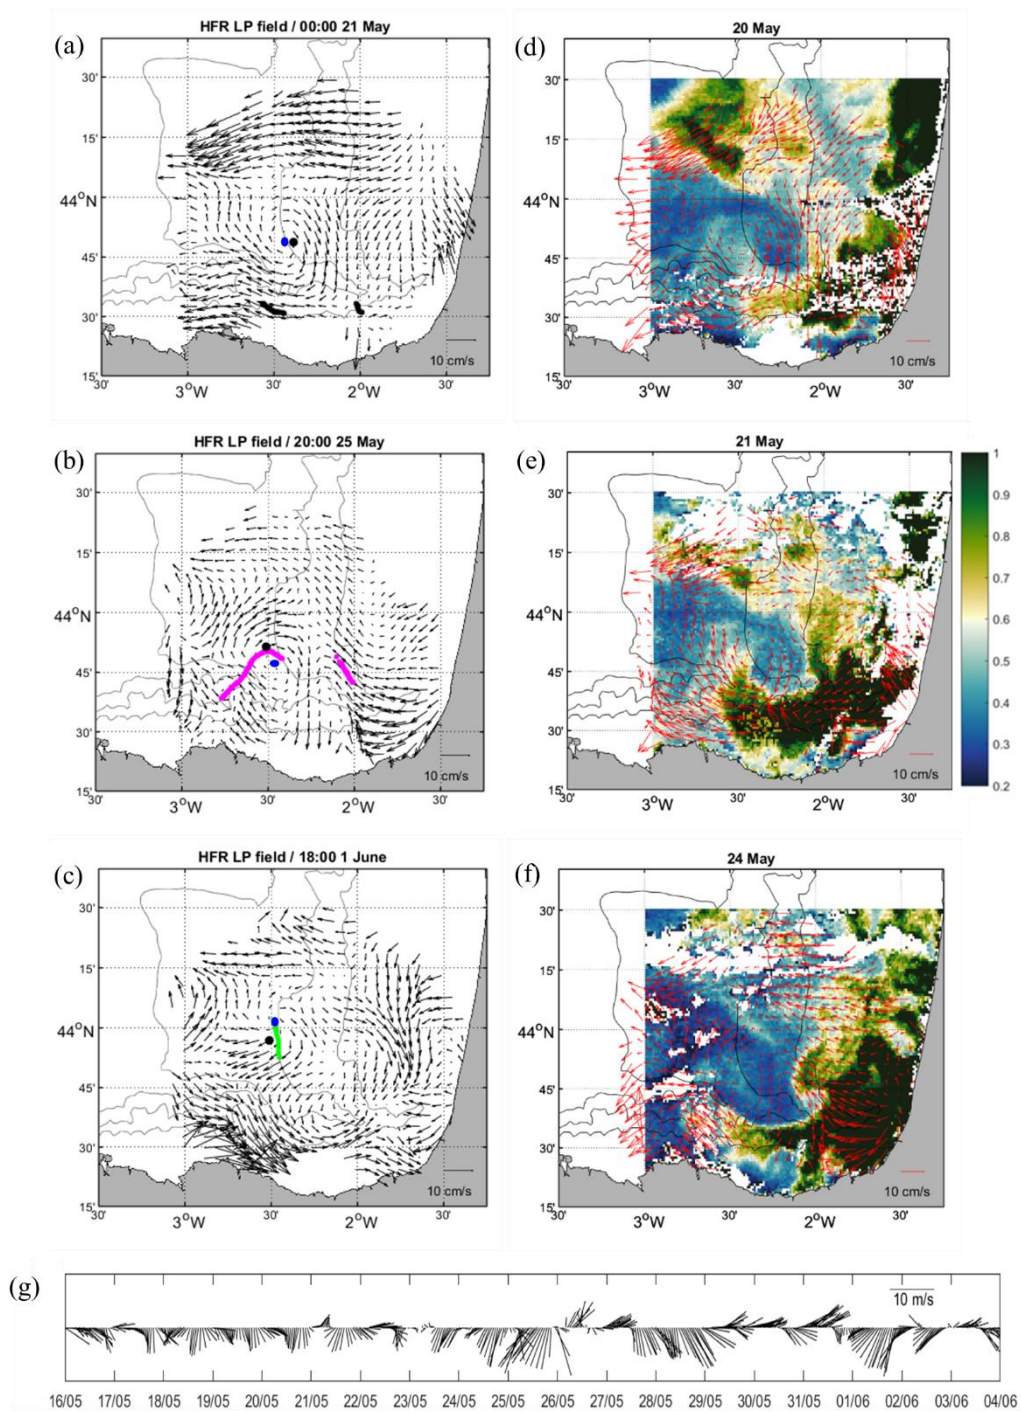 (a)
HFR LP field / 00:00 21 May
30'
15'
44°N
45'
30'
15'
30'
3°W
30'
2°W
30'
10 cm/s
(d)
20 May
30'
15'
44°N
45'
30'
15'
30'
3°W
30'
2°W
30'
10 cm/s
(b)
HFR LP field / 20:00 25 May
30'
15'
44°N
45'
30'
15'
30'
3°W
30'
2°W
30'
10 cm/s
(e)
21 May
30'
15'
44°N
45'
30'
15'
30'
3°W
30'
2°W
30'
10 cm/s
1
0.9
0.8
0.7
0.6
0.5
0.4
0.3
0.2
(c)
HFR LP field / 18:00 1 June
30'
15'
44°N
45'
30'
15'
30'
3°W
30'
2°W
30'
10 cm/s
(f)
24 May
30'
15'
44°N
45'
30'
15'
30'
3°W
30'
2°W
30'
10 cm/s
(g)
10 m/s
16/05 17/05 18/05 19/05 20/05 21/05 22/05 23/05 24/05 25/05 26/05 27/05 28/05 29/05 30/05 31/05 01/06 02/06 03/06 04/06